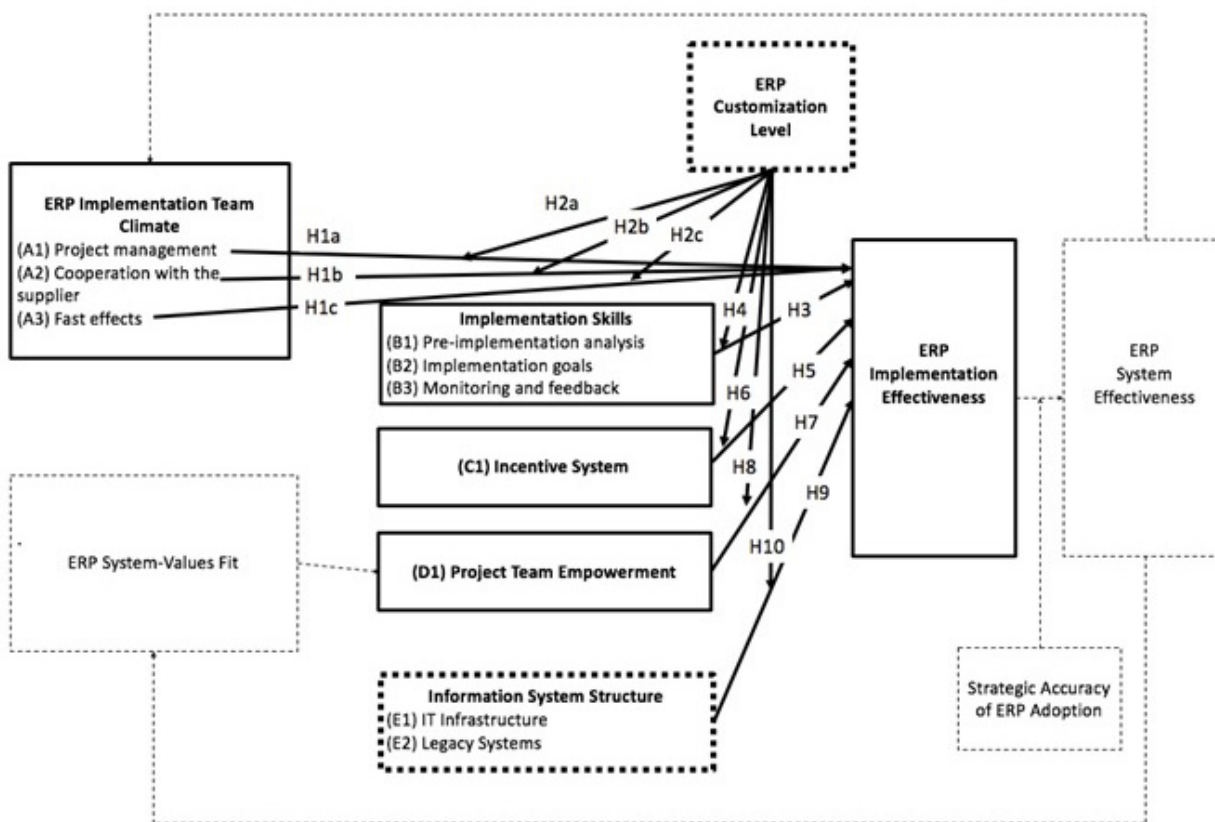 ERP
Customization
Level
ERP Implementation Team
Climate
(A1) Project management
(A2) Cooperation with the
supplier
(A3) Fast effects
H1a
H1b
H1c
H2a
H2b
H2c
Implementation Skills
(B1) Pre-implementation analysis
(B2) Implementation goals
(B3) Monitoring and feedback
H4
H3
H5
H6
H7
H8
H9
H10
(C1) Incentive System
(D1) Project Team Empowerment
Information System Structure
(E1) IT Infrastructure
(E2) Legacy Systems
ERP System-Values Fit
ERP
Implementation
Effectiveness
ERP
System
Effectiveness
Strategic Accuracy
of ERP Adoption